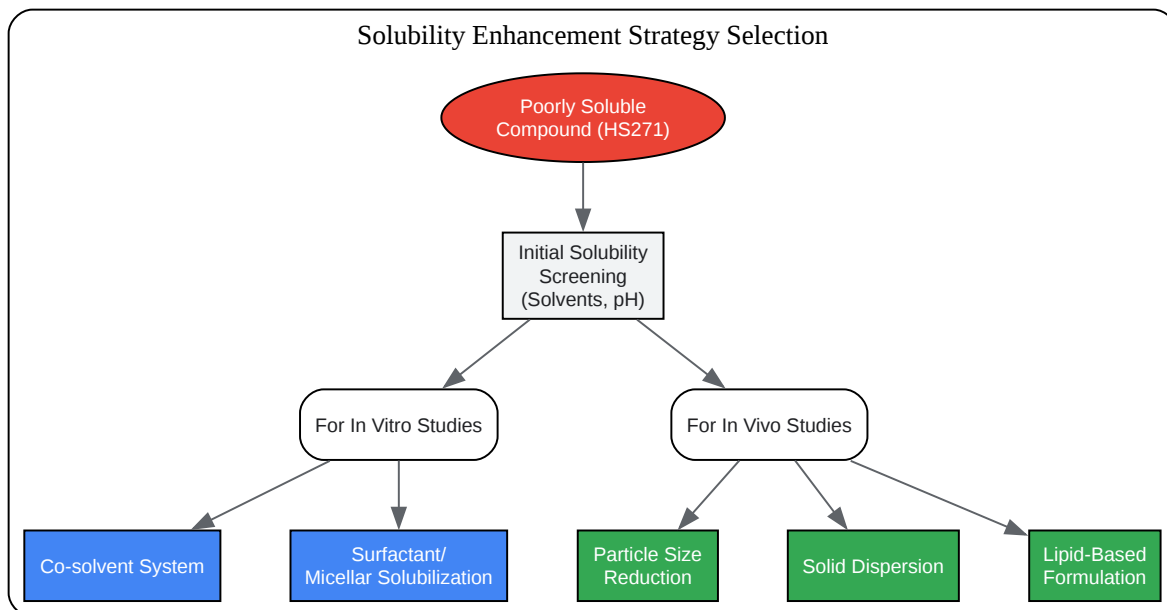 Solubility Enhancement Strategy Selection
Poorly Soluble
Compound (HS271)
Initial Solubility
Screening
(Solvents, pH)
For In Vitro Studies
For In Vivo Studies
Co-solvent System
Surfactant/
Micellar Solubilization
Particle Size
Reduction
Solid Dispersion
Lipid-Based
Formulation